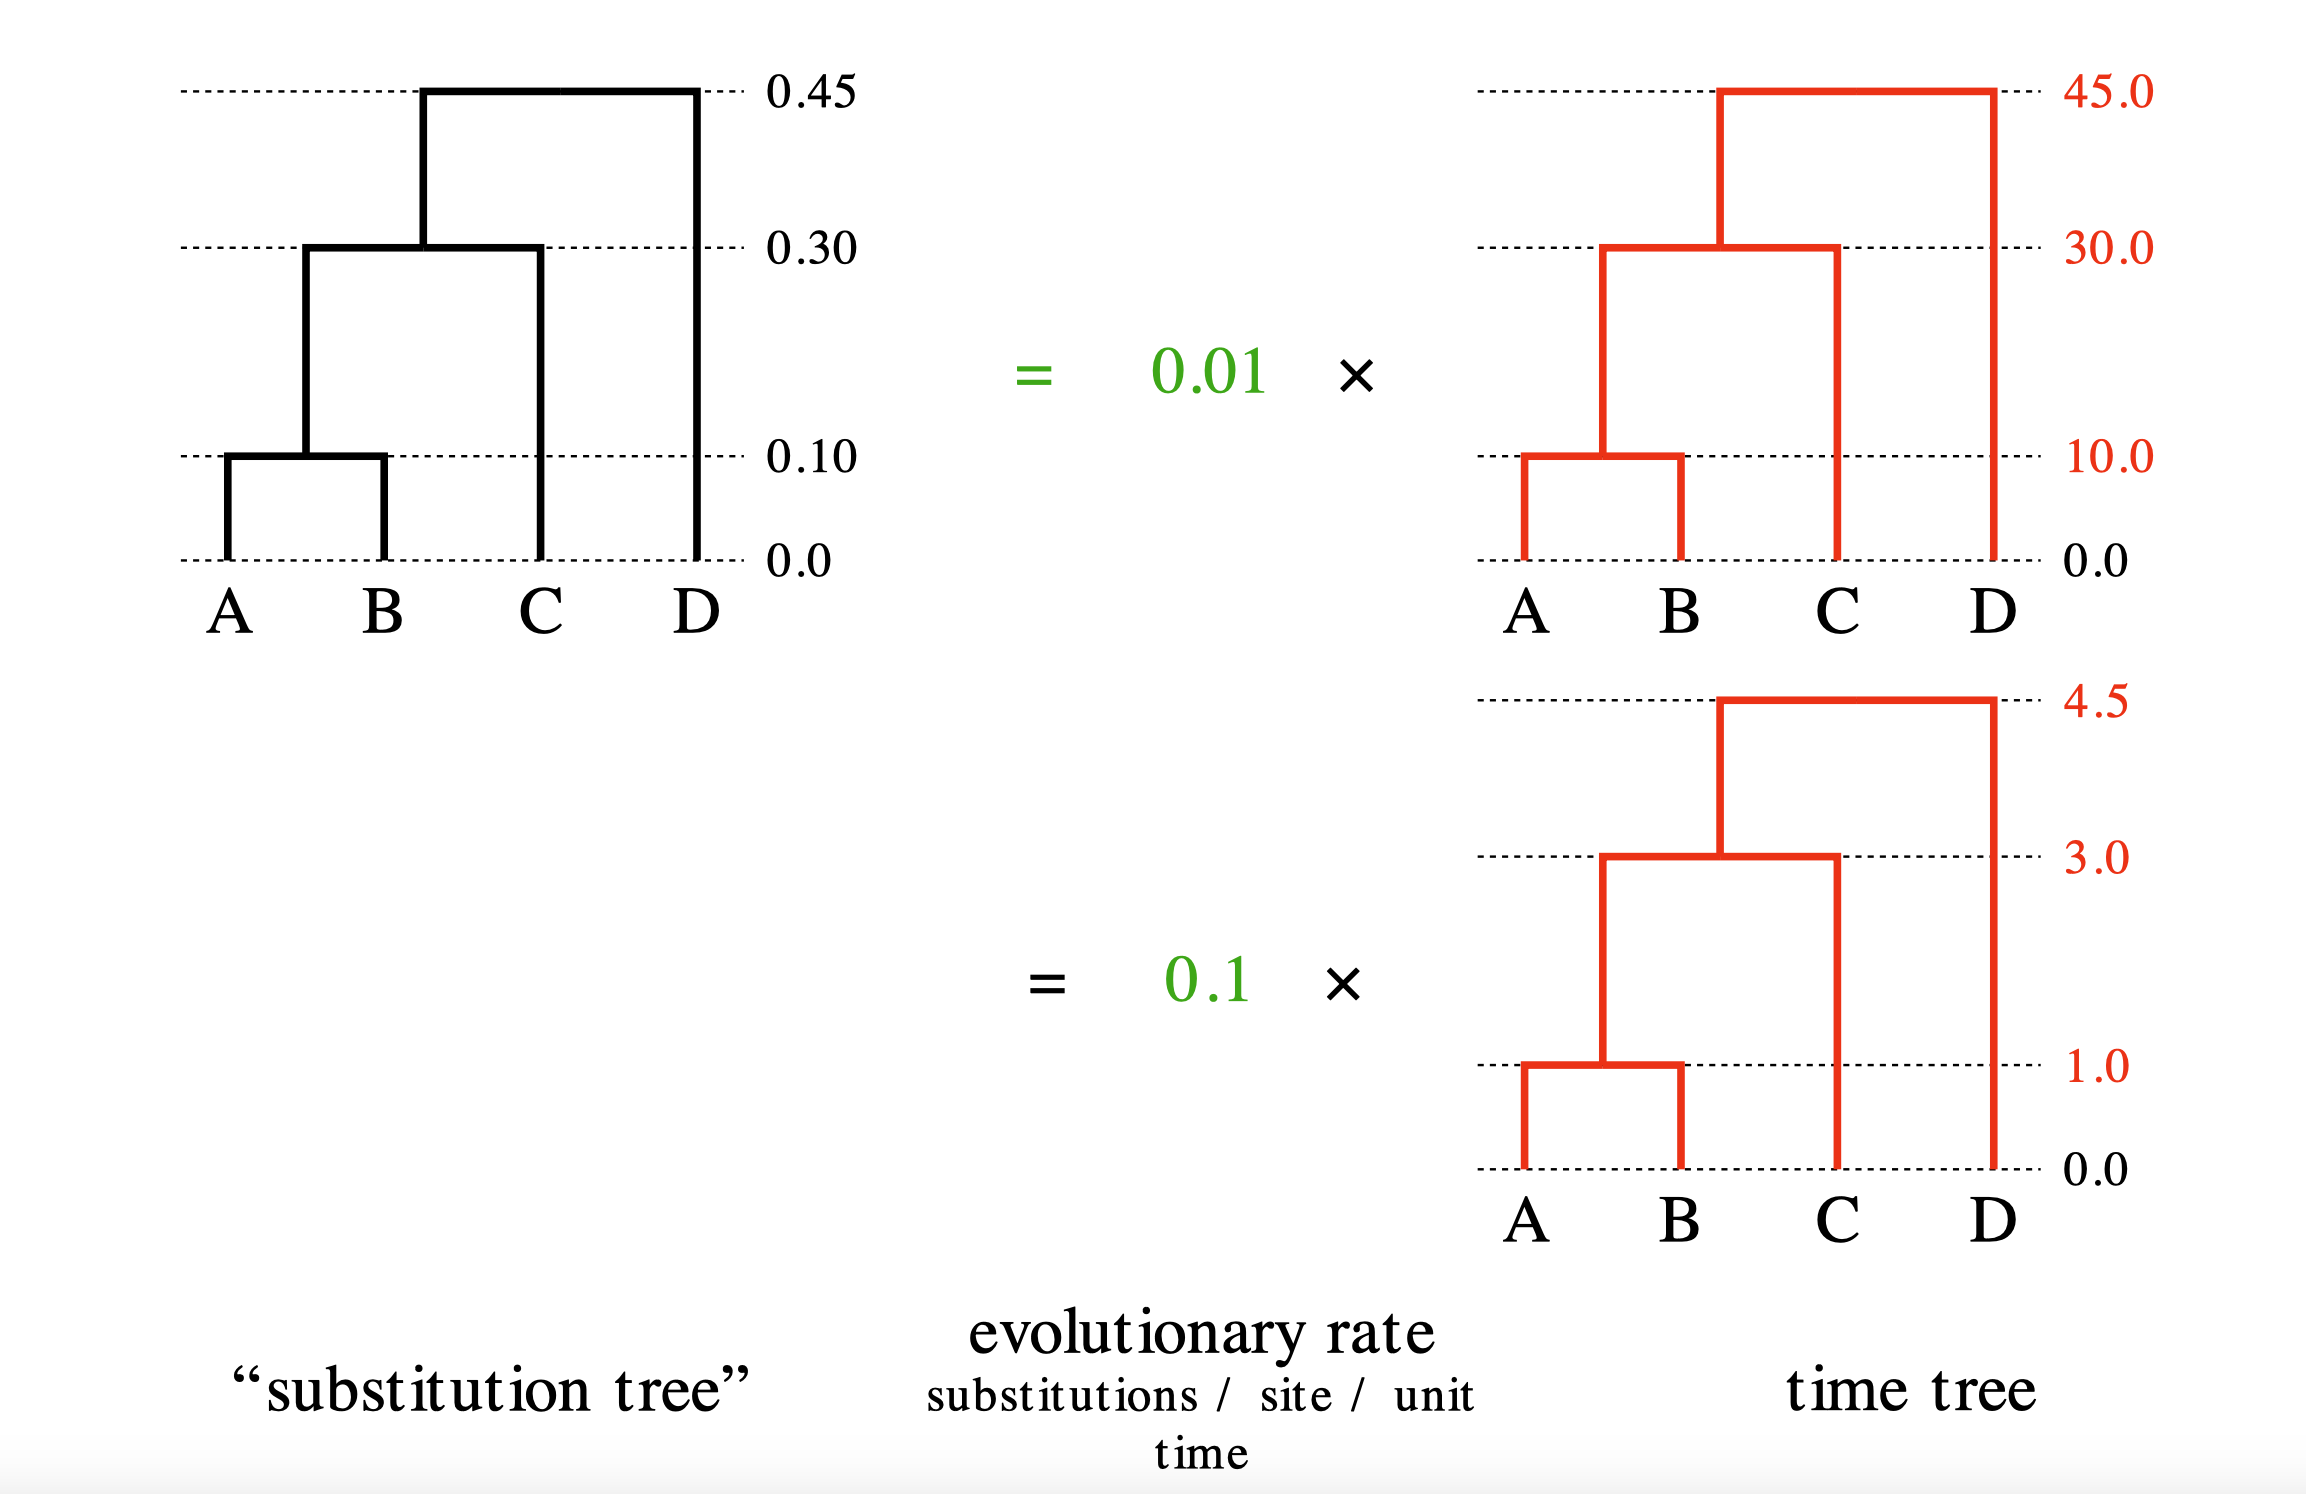 0.45
0.30
0.10
0.0
A B C D
= 0.01 ×
45.0
30.0
10.0
0.0
A B C D
= 0.1 ×
4.5
3.0
1.0
0.0
A B C D
“substitution tree”
evolutionary rate
substitutions / site / unit
time
time tree